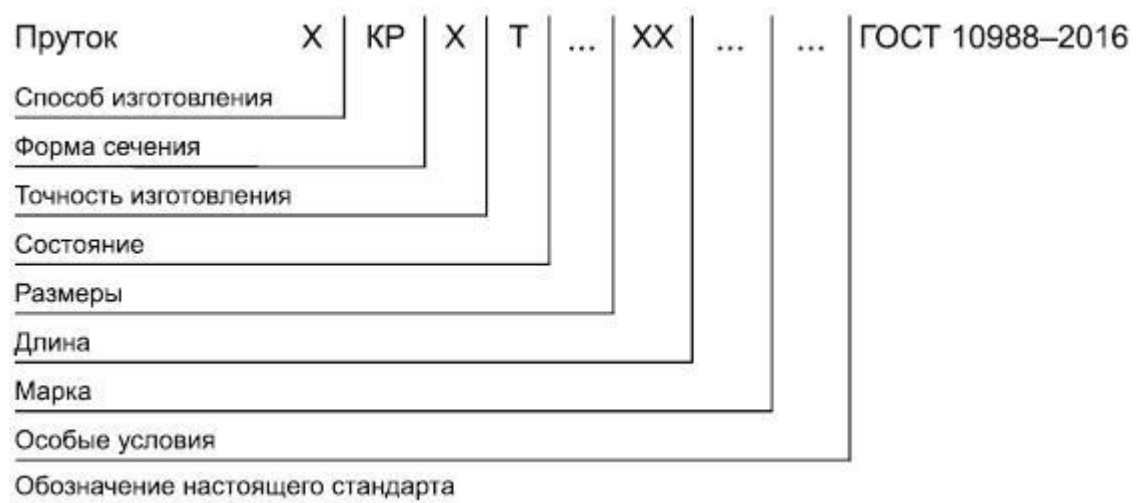 Пруток Х КР Х Т ... ХХ ... ... ГОСТ 10988–2016
Способ изготовления
Форма сечения
Точность изготовления
Состояние
Размеры
Длина
Марка
Особые условия
Обозначение настоящего стандарта